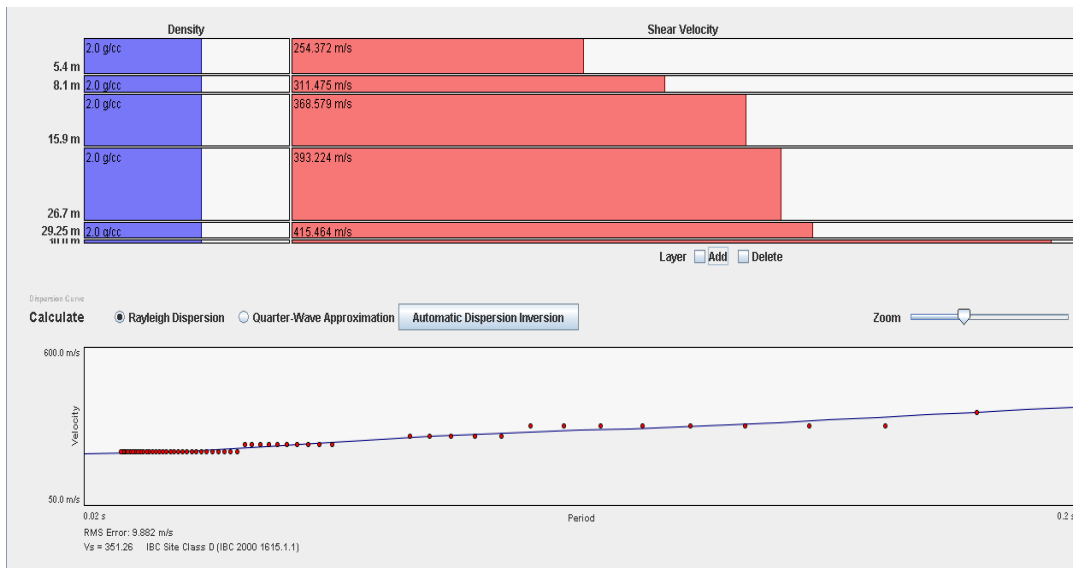 Density Shear Velocity
2.0 g/cc 254.372 m/s
5.4 m
2.0 g/cc 311.475 m/s
8.1 m
2.0 g/cc 368.579 m/s
15.9 m
2.0 g/cc 393.224 m/s
26.7 m
2.0 g/cc 415.464 m/s
29.25 m
Layer Add Delete
Dispersion Curve
Calculate Rayleigh Dispersion Quarter-Wave Approximation Automatic Dispersion Inversion Zoom
600.0 m/s
Velocity
50.0 m/s
0.02 s Period 0.2 s
RMS Error: 9.882 m/s
Vs = 351.26 IBC Site Class D (IBC 2000 1615.1.1)